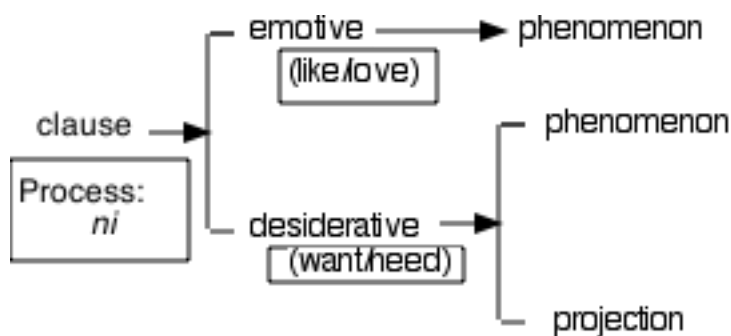 emotive
phenomenon
(like/love)
clause
phenomenon
Process:
ni
desiderative
(want/need)
projection